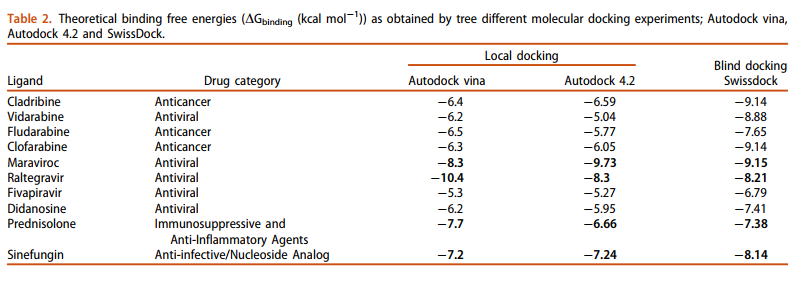 Table 2. Theoretical binding free energies (ΔGbinding (kcal mol−1)) as obtained by tree different molecular docking experiments; Autodock vina,
Autodock 4.2 and SwissDock.
Local docking
Blind docking
Ligand Drug category Autodock vina Autodock 4.2 Swissdock
Cladribine Anticancer −6.4 −6.59 −9.14
Vidarabine Antiviral −6.2 −5.04 −8.88
Fludarabine Anticancer −6.5 −5.77 −7.65
Clofarabine Anticancer −6.3 −6.05 −9.14
Maraviroc Antiviral −8.3 −9.73 −9.15
Raltegravir Antiviral −10.4 −8.3 −8.21
Fivapiravir Antiviral −5.3 −5.27 −6.79
Didanosine Antiviral −6.2 −5.95 −7.41
Prednisolone Immunosuppressive and −7.7 −6.66 −7.38
Anti-Inflammatory Agents
Sinefungin Anti-infective/Nucleoside Analog −7.2 −7.24 −8.14